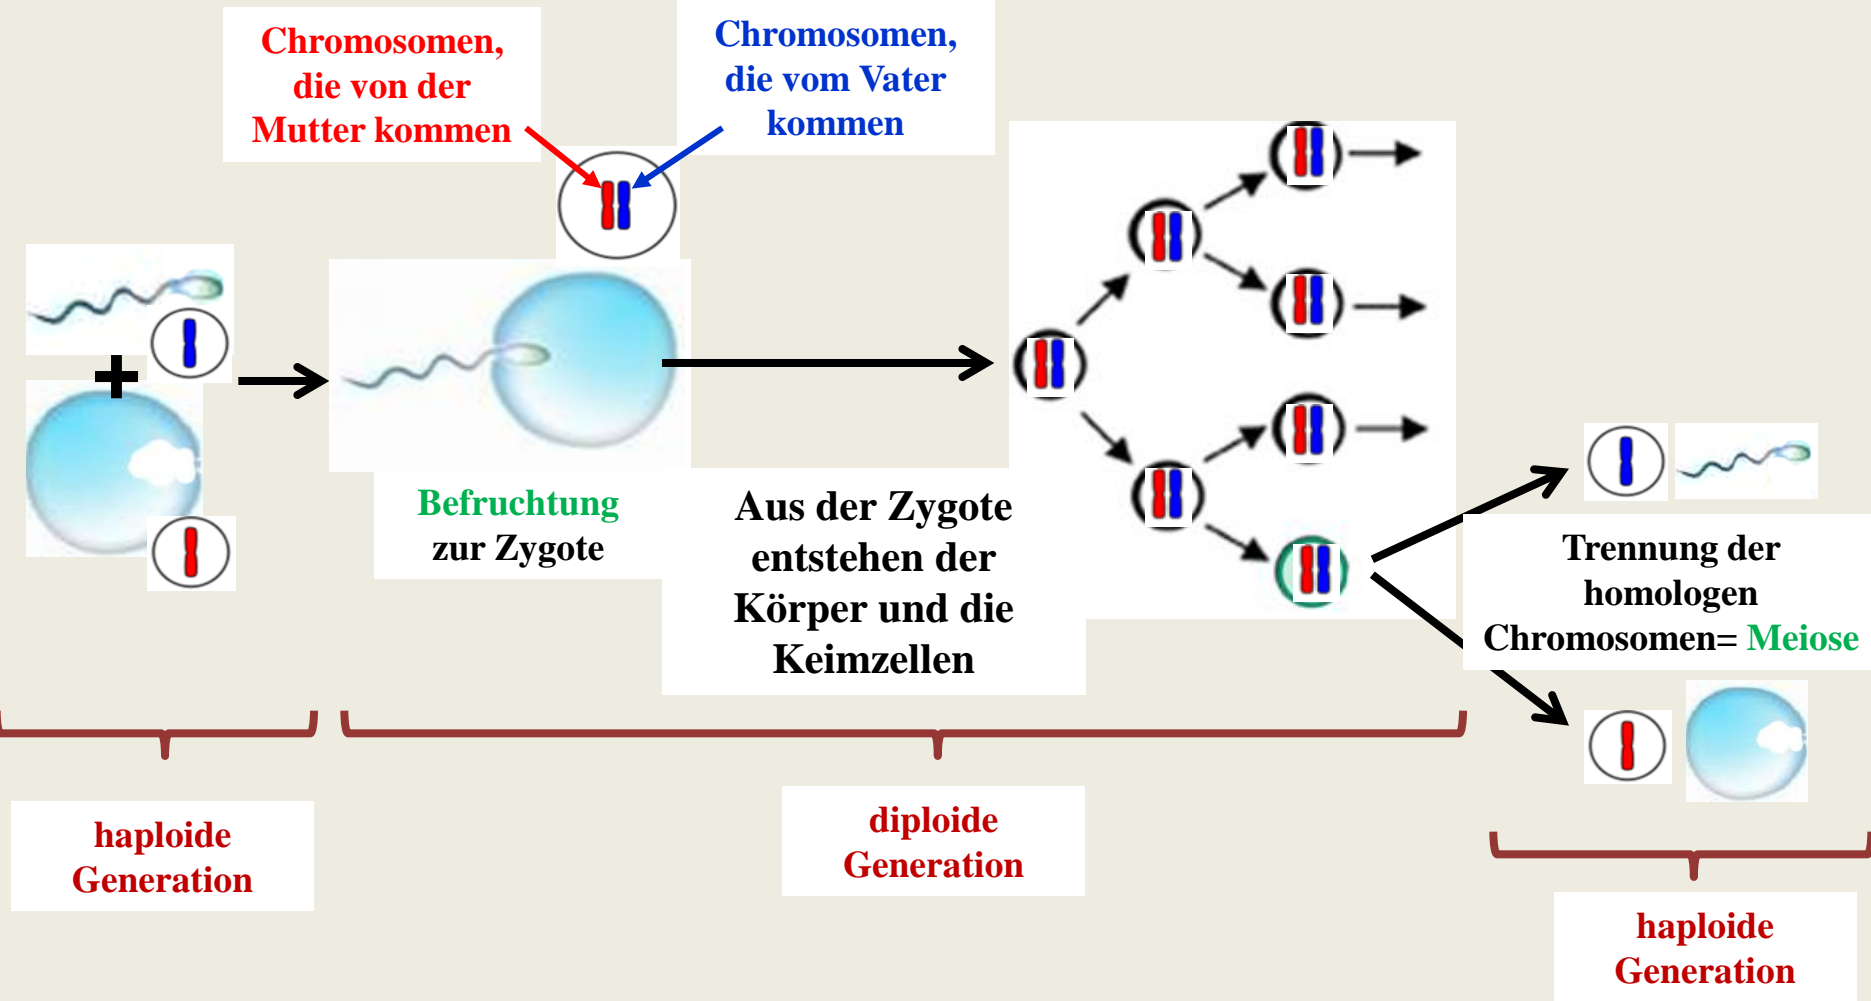 Chromosomen,
die von der
Mutter kommen
Chromosomen,
die vom Vater
kommen
Befruchtung
zur Zygote
Aus der Zygote
entstehen der
Körper und die
Keimzellen
Trennung der
homologen
Chromosomen= Meiose
haploide
Generation
diploide
Generation
haploide
Generation